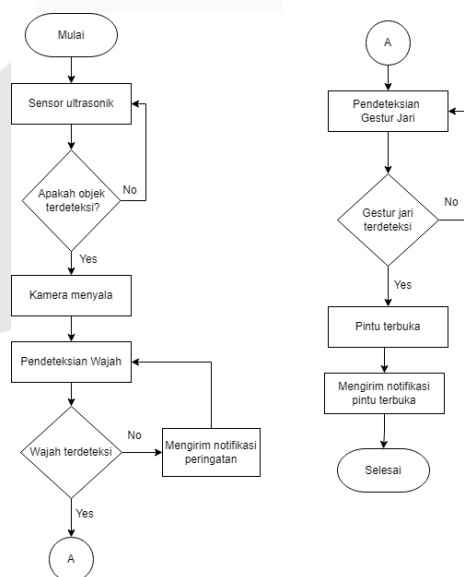 Mulai
Sensor ultrasonik
Apakah objek
terdeteksi?
No
Yes
Kamera menyala
Pendeteksian Wajah
Wajah terdeteksi
No
Mengirim notifikasi
peringatan
Yes
A
A
Pendeteksian
Gestur Jari
Gestur jari
terdeteksi
No
Yes
Pintu terbuka
Mengirim notifikasi
pintu terbuka
Selesai